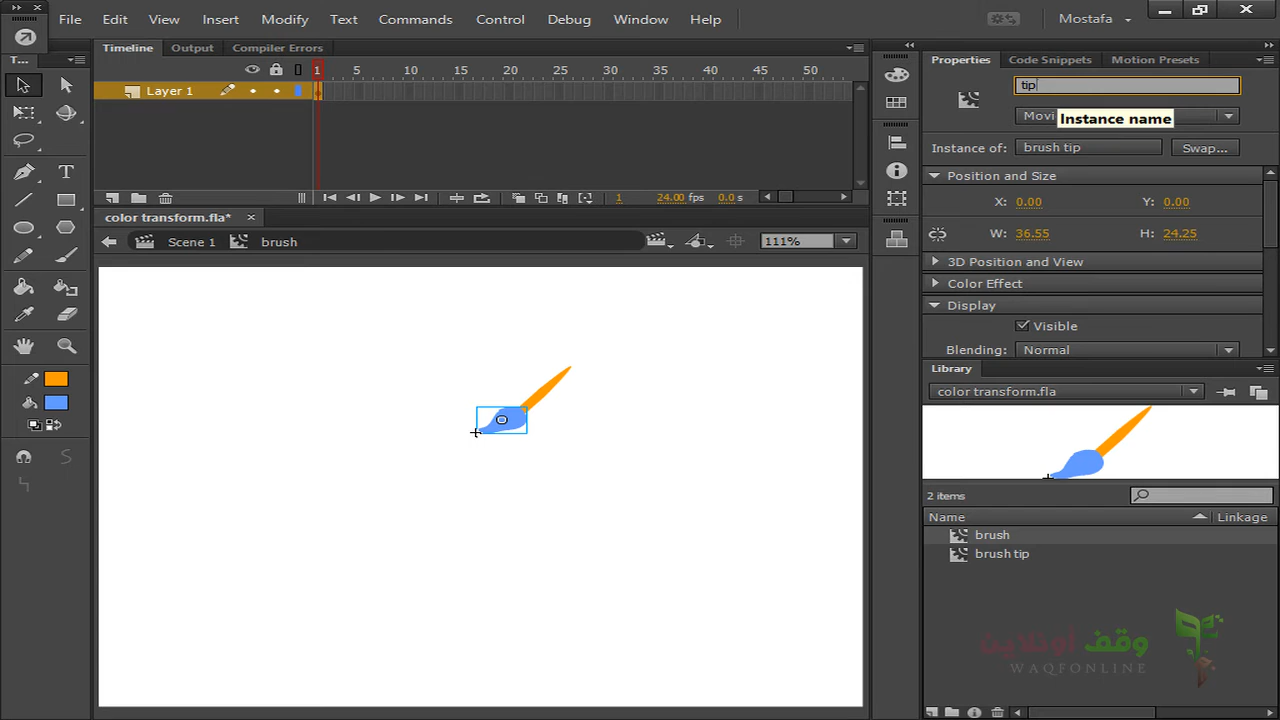 File Edit View Insert Modify Text Commands Control Debug Window Help Mostafa
Timeline Output Compiler Errors
1 5 10 15 20 25 30 35 40 45 50
Layer 1
1 24.00 fps 0.0 s
color transform.fla*
Scene 1 brush 111%
T...
Properties Code Snippets Motion Presets
tip
Movi
Instance name
Instance of: brush tip Swap...
Position and Size
X: 0.00 Y: 0.00
W: 36.55 H: 24.25
3D Position and View
Color Effect
Display
Visible
Blending: Normal
Library
color transform.fla
2 items
Name Linkage
brush
brush tip
وقف أونلاين
WAQFONLINE